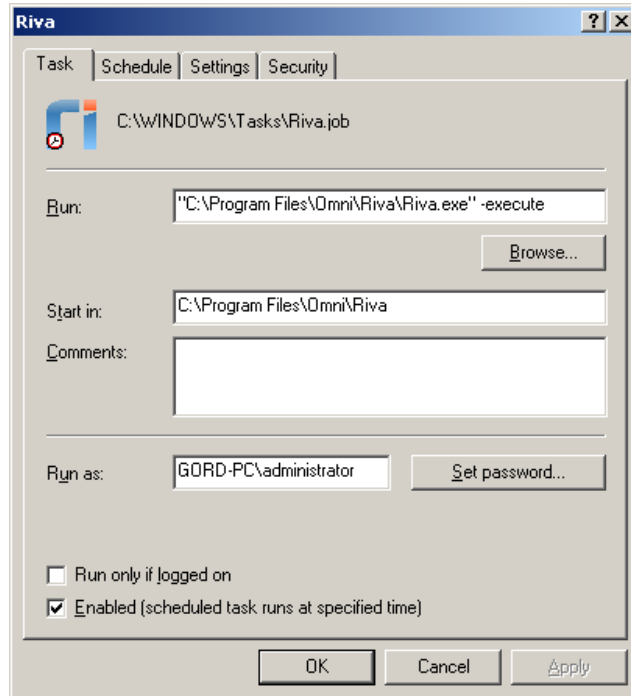 Riva
Task Schedule Settings Security
C:\WINDOWS\Tasks\Riva.job
Run: "C:\Program Files\Omni\Riva\Riva.exe" -execute
Browse...
Start in: C:\Program Files\Omni\Riva
Comments:
Run as: GORD-PC\administrator Set password...
Run only if logged on
Enabled (scheduled task runs at specified time)
OK Cancel Apply